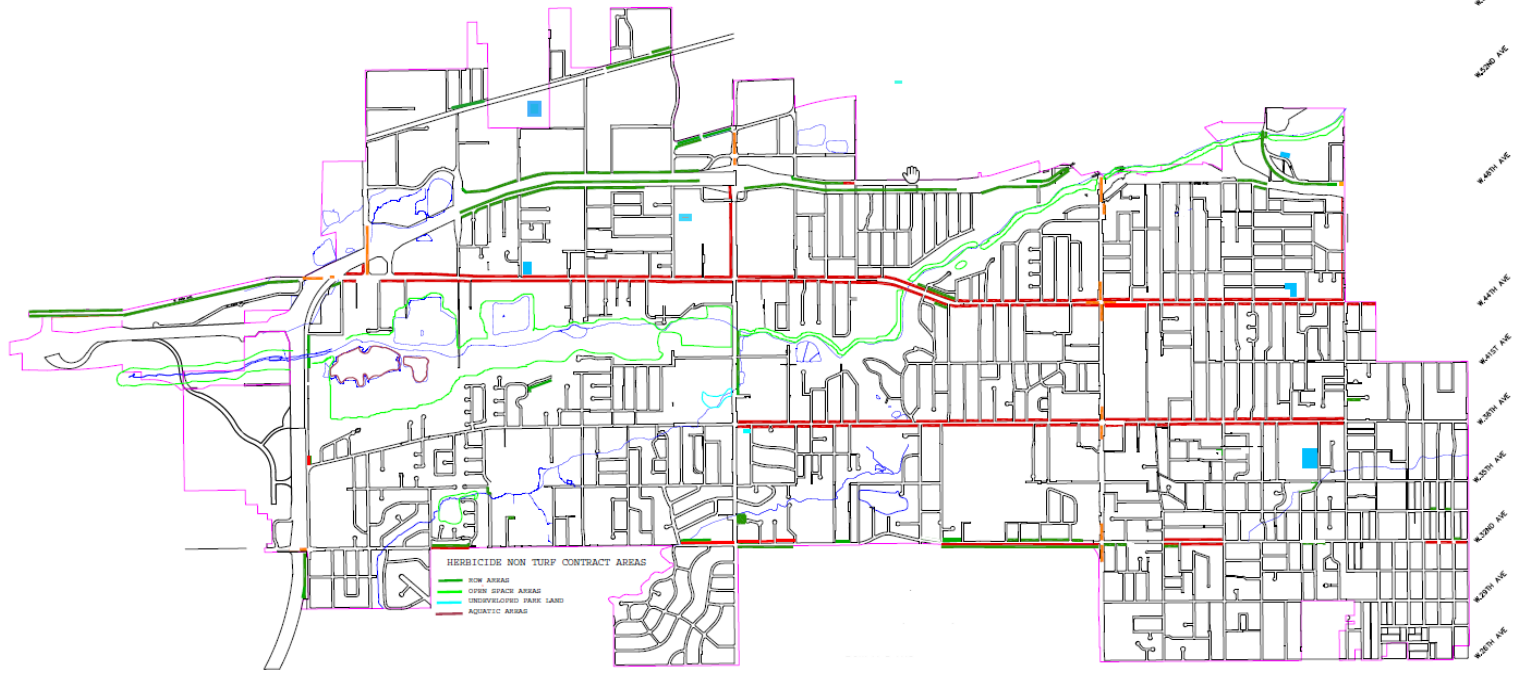 W.52ND AVE
W.48TH AVE
W.44TH AVE
W.41ST AVE
W.38TH AVE
W.35TH AVE
W.32ND AVE
W.29TH AVE
W.26TH AVE
HERBICIDE NON TURF CONTRACT AREAS
ROW AREAS
OPEN SPACE AREAS
UNDEVELOPED PARK LAND
AQUATIC AREAS